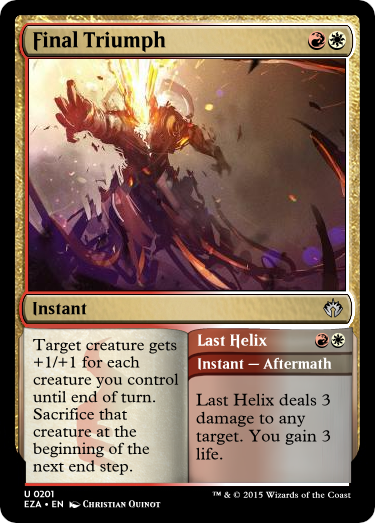 Final Triumph
Instant
Target creature gets
+1/+1 for each
creature you control
until end of turn.
Sacrifice that
creature at the
beginning of the
next end step.
Last Helix
Instant — Aftermath
Last Helix deals 3
damage to any
target. You gain 3
life.
U 0201
EZA • EN Christian Quinot
™ & © 2015 Wizards of the Coast